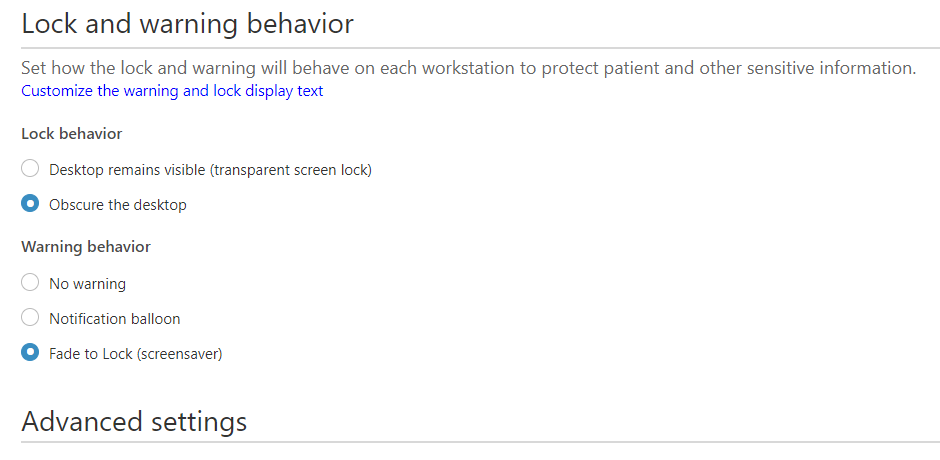 Lock and warning behavior
Set how the lock and warning will behave on each workstation to protect patient and other sensitive information.
Customize the warning and lock display text
Lock behavior
Desktop remains visible (transparent screen lock)
Obscure the desktop
Warning behavior
No warning
Notification balloon
Fade to Lock (screensaver)
Advanced settings